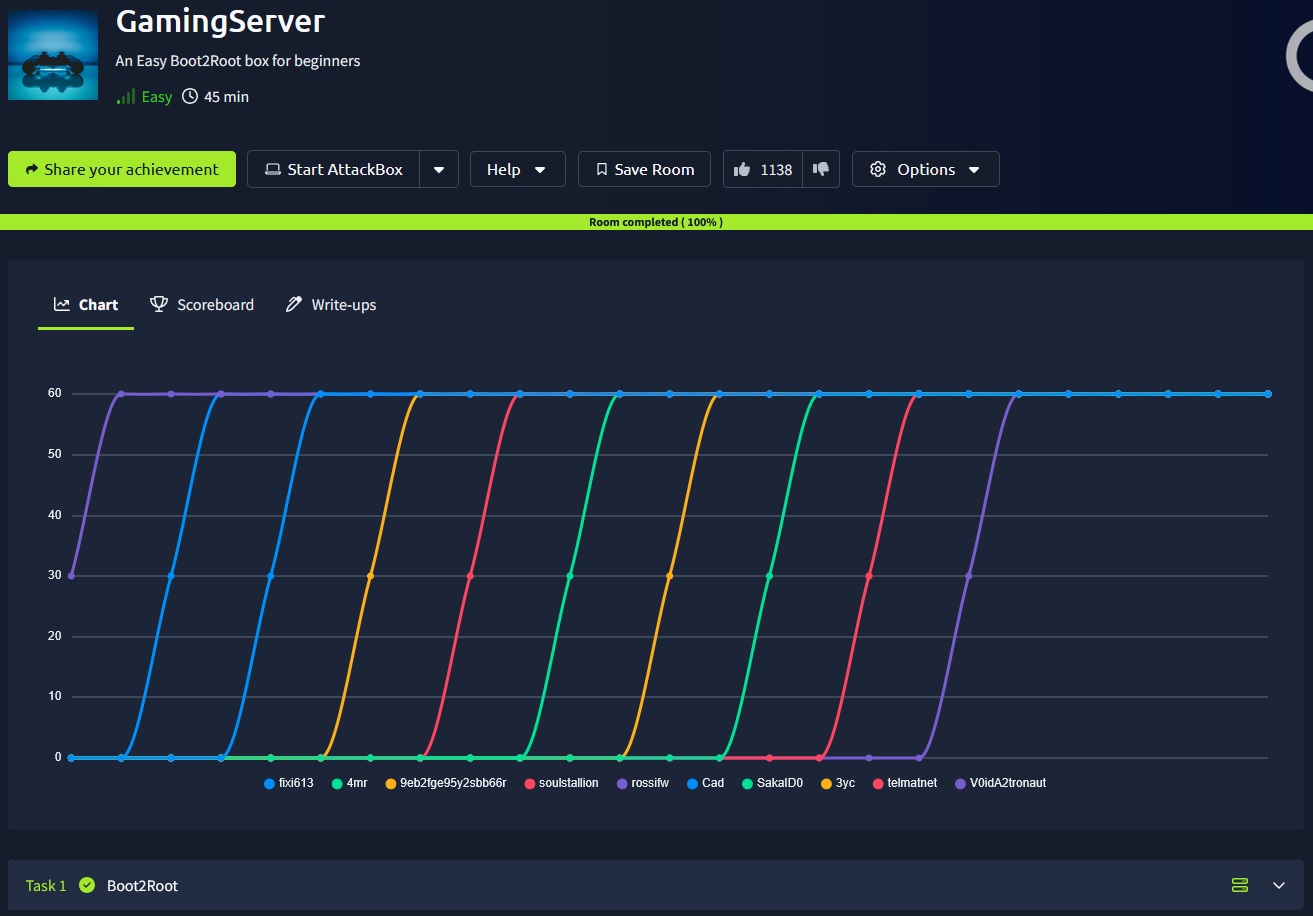 GamingServer
An Easy Boot2Root box for beginners
Easy 45 min
Share your achievement Start AttackBox Help Save Room 1138 Options
Room completed ( 100% )
Chart Scoreboard Write-ups
60
50
40
30
20
10
0
fixi613 4mr 9eb2fge95y2sbb66r soulstallion rossifw Cad SakalD0 3yc telmatnet V0idA2tronaut
Task 1 Boot2Root